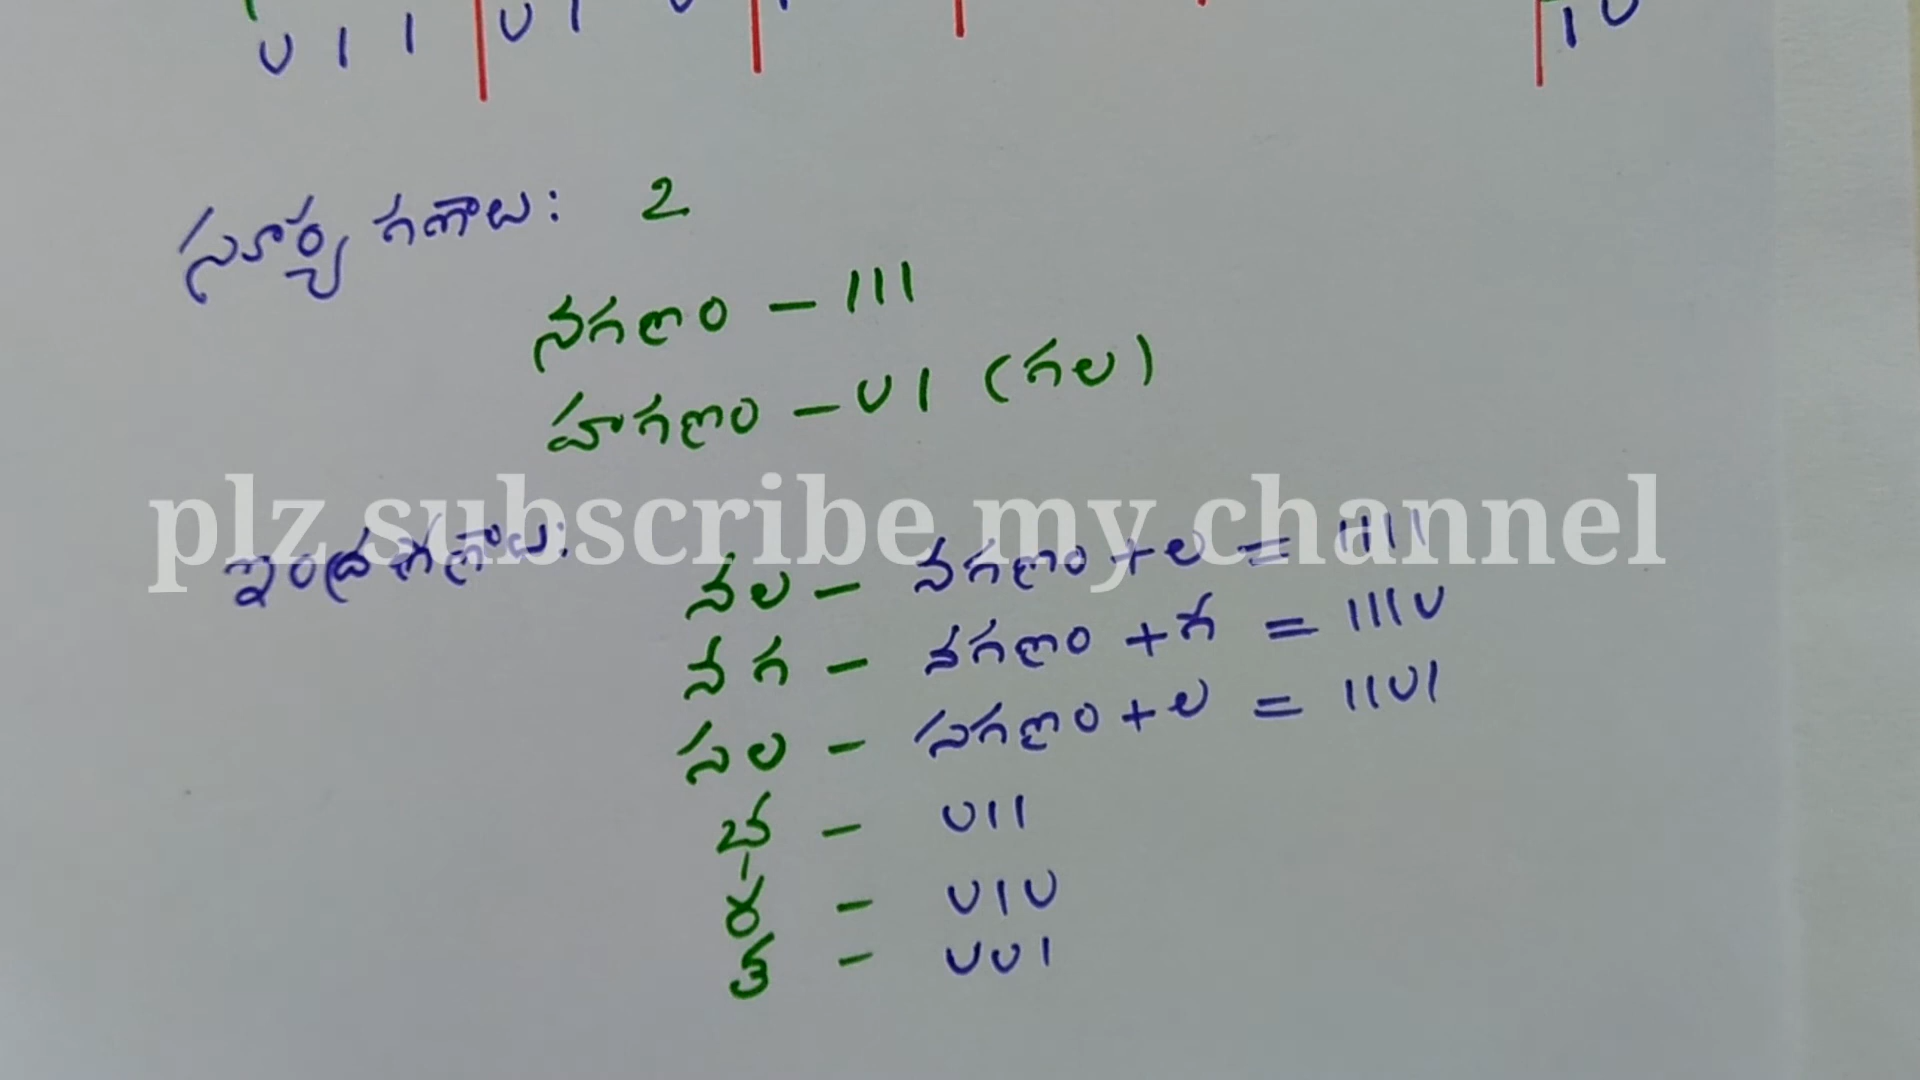 U I I U I I U
సూర్య గణాలు: 2
నగణం - III
హగణం - UI (గల)
plz subscribe my channel
ఇంద్రగణాలు:
నల - నగణం + ల = IIII
నగ - నగణం + గ = IIIU
సల - సగణం + ల = IIUI
భ - UII
ర - UIU
త - UUI